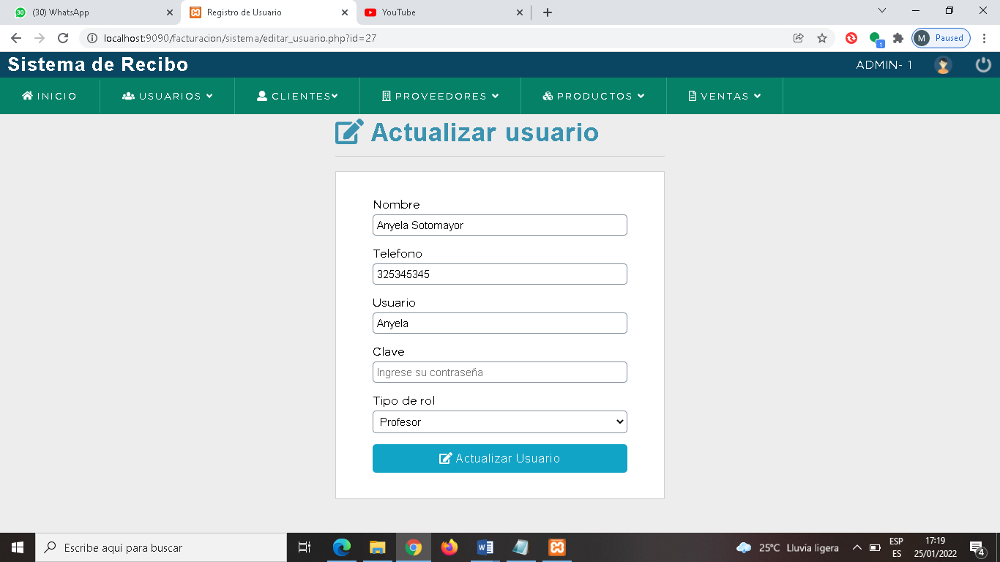 30 (30) WhatsApp Registro de Usuario YouTube
localhost:9090/facturacion/sistema/editar_usuario.php?id=27 1 M Paused
Sistema de Recibo ADMIN- 1
INICIO USUARIOS CLIENTES PROVEEDORES PRODUCTOS VENTAS
Actualizar usuario
Nombre
Anyela Sotomayor
Telefono
325345345
Usuario
Anyela
Clave
Ingrese su contraseña
Tipo de rol
Profesor
Actualizar Usuario
Escribe aquí para buscar 25°C Lluvia ligera ESP 17:19
ES 25/01/2022 4